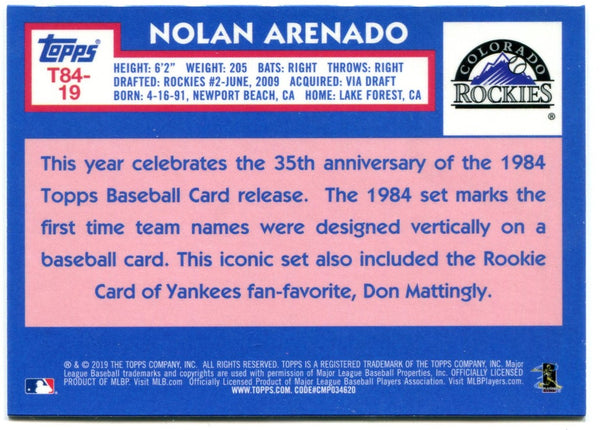 NOLAN ARENADO
Topps
T84-
19
HEIGHT: 6'2" WEIGHT: 205 BATS: RIGHT THROWS: RIGHT
DRAFTED: ROCKIES #2-JUNE, 2009 ACQUIRED: VIA DRAFT
BORN: 4-16-91, NEWPORT BEACH, CA HOME: LAKE FOREST, CA
COLORADO
ROCKIES
®
This year celebrates the 35th anniversary of the 1984
Topps Baseball Card release. The 1984 set marks the
first time team names were designed vertically on a
baseball card. This iconic set also included the Rookie
Card of Yankees fan-favorite, Don Mattingly.
® & © 2019 THE TOPPS COMPANY, INC. ALL RIGHTS RESERVED. TOPPS IS A REGISTERED TRADEMARK OF THE TOPPS COMPANY, INC. Major
League Baseball trademarks and copyrights are used with permission of Major League Baseball Properties, Inc. OFFICIALLY LICENSED
PRODUCT OF MLBP. Visit MLB.com Officially Licensed Product of Major League Baseball Players Association. Visit MLBPlayers.com.
WWW.TOPPS.COM. CODE#CMP034620